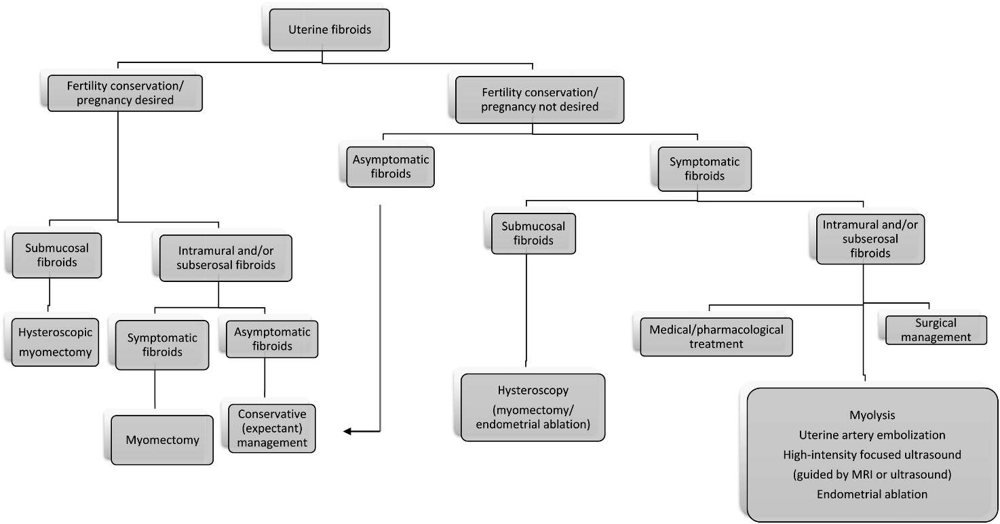 Uterine fibroids
Fertility conservation/
pregnancy desired
Fertility conservation/
pregnancy not desired
Asymptomatic
fibroids
Symptomatic
fibroids
Submucosal
fibroids
Intramural and/or
subserosal fibroids
Submucosal
fibroids
Intramural and/or
subserosal
fibroids
Hysteroscopic
myomectomy
Symptomatic
fibroids
Asymptomatic
fibroids
Medical/pharmacological
treatment
Surgical
management
Myomectomy
Conservative
(expectant)
management
Hysteroscopy
(myomectomy/
endometrial ablation)
Myolysis
Uterine artery embolization
High-intensity focused ultrasound
(guided by MRI or ultrasound)
Endometrial ablation